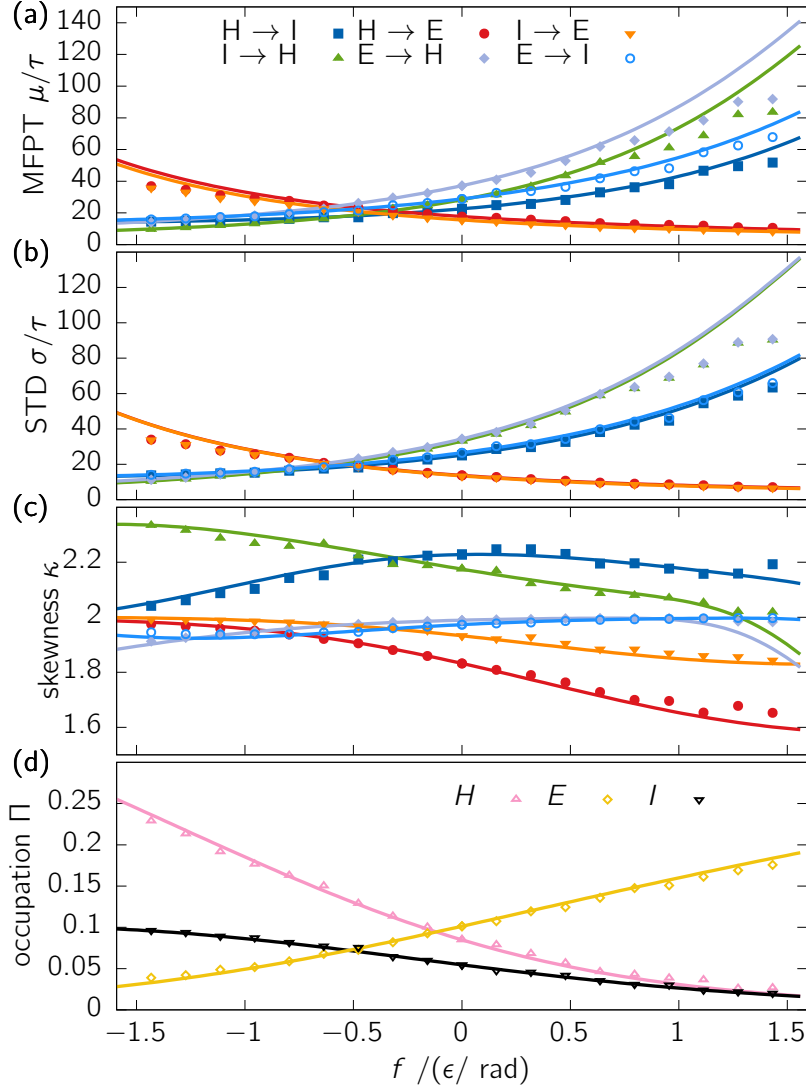 (a)
H → I H → E I → E
I → H E → H E → I
MFPT μ/τ
140
120
100
80
60
40
20
0
(b)
STD σ/τ
120
100
80
60
40
20
0
(c)
skewness κ
2.2
2
1.8
1.6
(d)
H E I
occupation Π
0.25
0.2
0.15
0.1
0.05
0
−1.5 −1 −0.5 0 0.5 1 1.5
f /(ϵ/ rad)